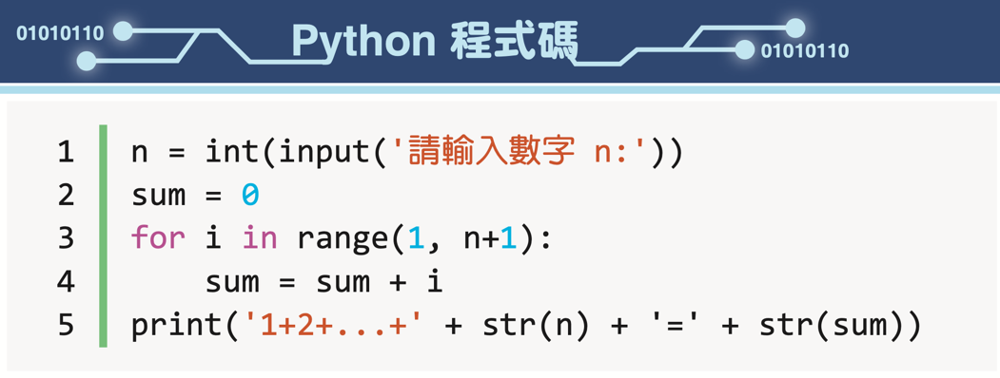 01010110
Python 程式碼
01010110
1 n = int(input('請輸入數字 n:'))
2 sum = 0
3 for i in range(1, n+1):
4     sum = sum + i
5 print('1+2+...+' + str(n) + '=' + str(sum))